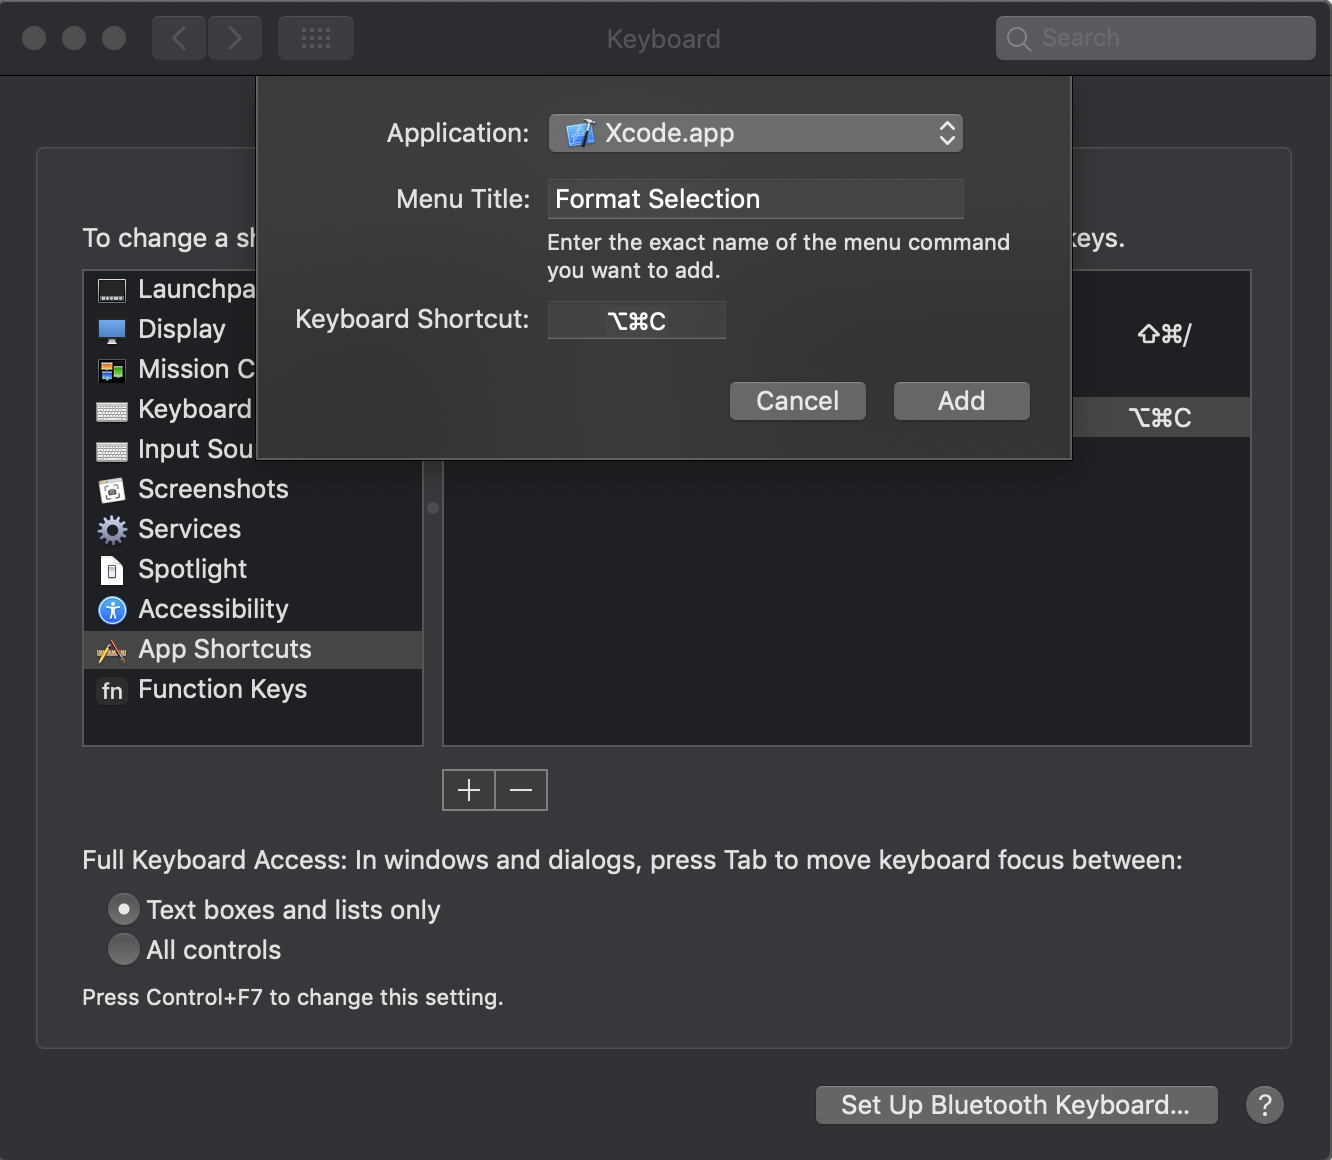 Keyboard
Search
Application: Xcode.app
Menu Title: Format Selection
Enter the exact name of the menu command
you want to add.
Keyboard Shortcut: ⌥⌘C
Cancel Add
To change a keys.
Launchpa
Display
Mission C
Keyboard
Input Sou
Screenshots
Services
Spotlight
Accessibility
App Shortcuts
fn Function Keys
⇧⌘/
⌥⌘C
Full Keyboard Access: In windows and dialogs, press Tab to move keyboard focus between:
Text boxes and lists only
All controls
Press Control+F7 to change this setting.
Set Up Bluetooth Keyboard... ?